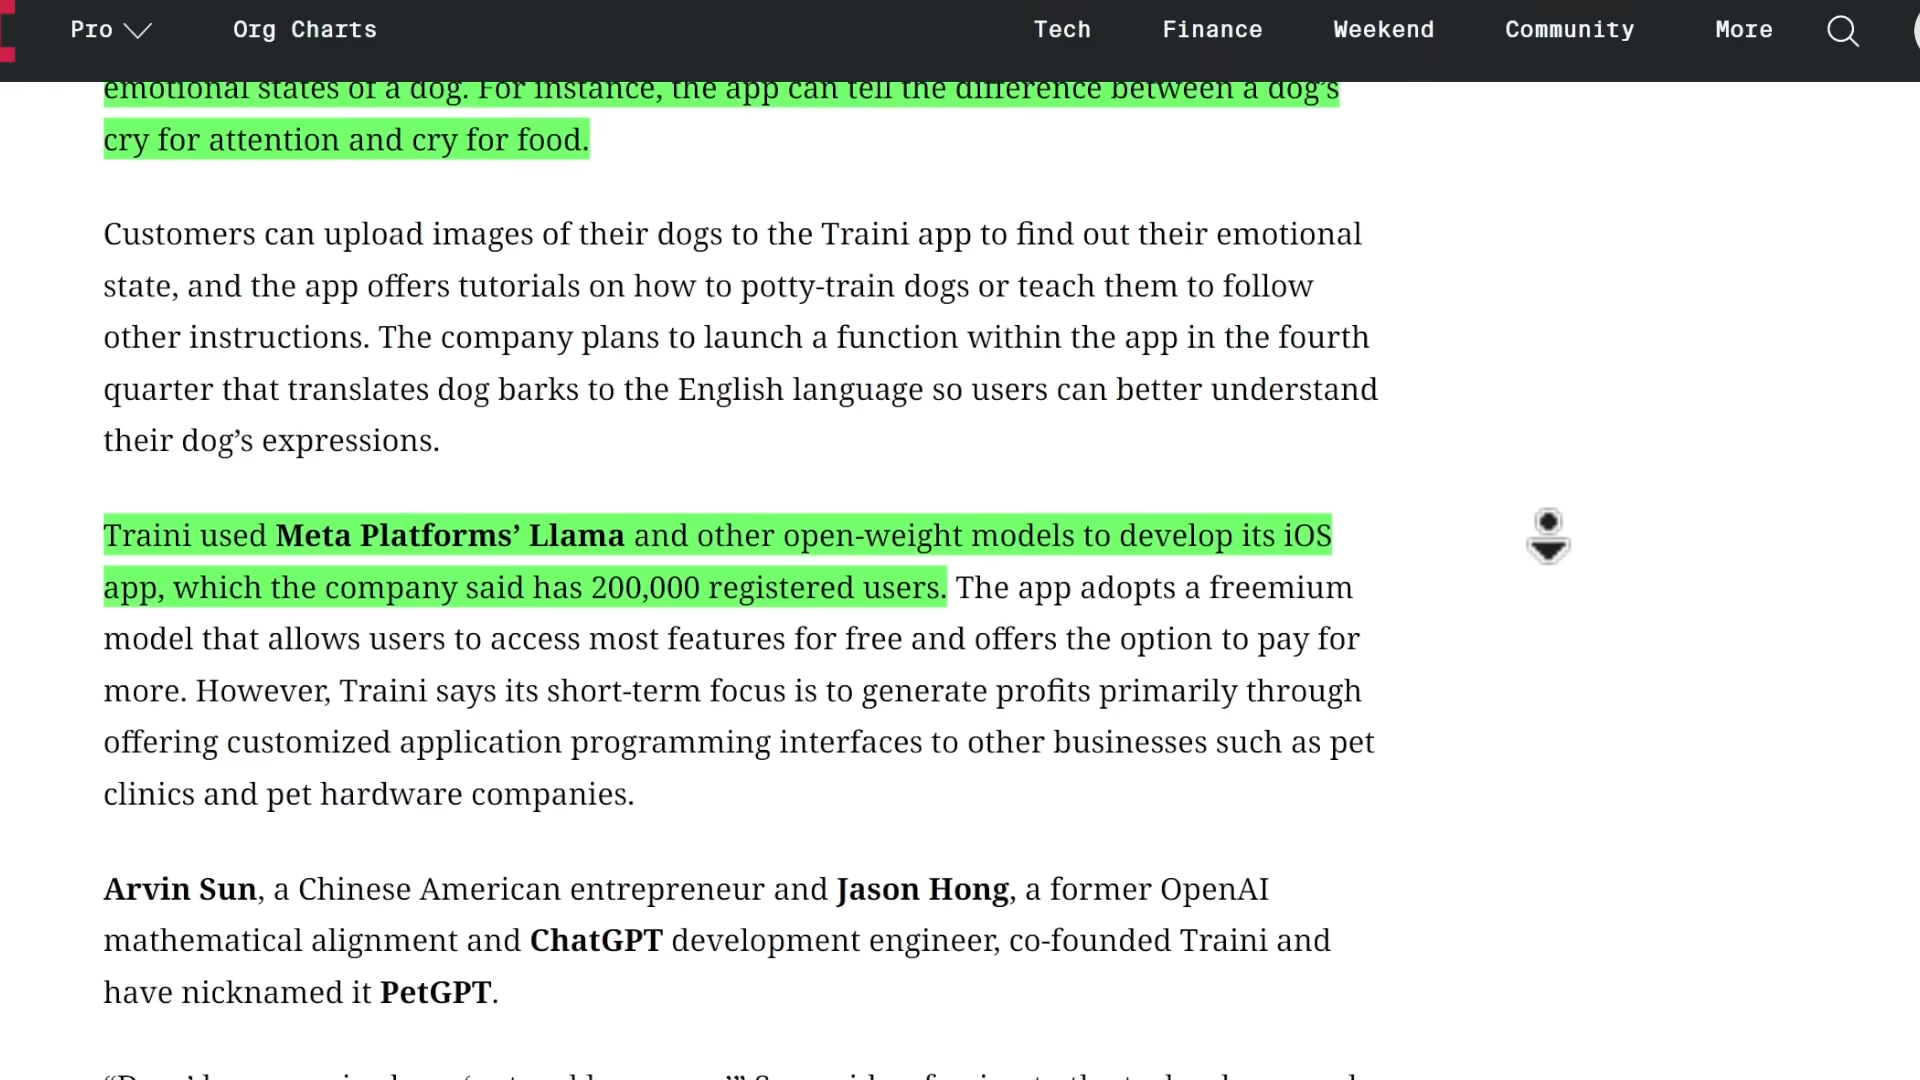 Pro
Org Charts
Tech
Finance
Weekend
Community
More
emotional states of a dog. For instance, the app can tell the difference between a dog’s
cry for attention and cry for food.
Customers can upload images of their dogs to the Traini app to find out their emotional
state, and the app offers tutorials on how to potty-train dogs or teach them to follow
other instructions. The company plans to launch a function within the app in the fourth
quarter that translates dog barks to the English language so users can better understand
their dog’s expressions.
Traini used Meta Platforms’ Llama and other open-weight models to develop its iOS
app, which the company said has 200,000 registered users. The app adopts a freemium
model that allows users to access most features for free and offers the option to pay for
more. However, Traini says its short-term focus is to generate profits primarily through
offering customized application programming interfaces to other businesses such as pet
clinics and pet hardware companies.
Arvin Sun, a Chinese American entrepreneur and Jason Hong, a former OpenAI
mathematical alignment and ChatGPT development engineer, co-founded Traini and
have nicknamed it PetGPT.